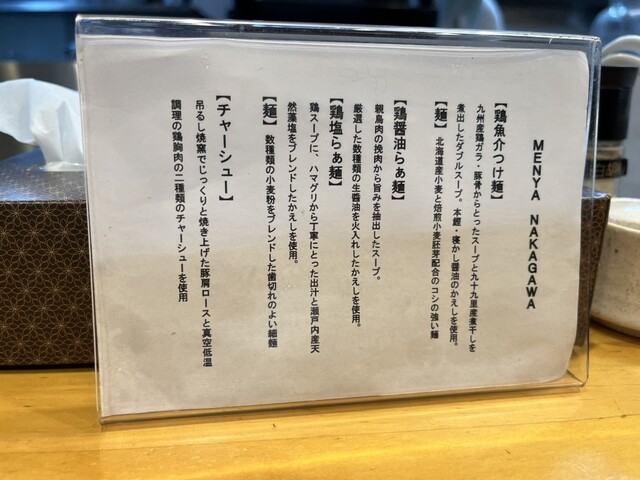 MENYA NAKAGAWA
【鶏魚介つけ麺】
九州産鶏ガラ・豚骨からとったスープと九十九里産煮干しを
煮出したダブルスープ。本鰹・寝かし醤油のかえしを使用。
【麺】北海道産小麦と焙煎小麦胚芽配合のコシの強い麺
【鶏醤油らぁ麺】
親鳥肉の挽肉から旨みを抽出したスープ。
厳選した数種類の生醤油を火入れしたかえしを使用。
【鶏塩らぁ麺】
鶏スープに、ハマグリから丁寧にとった出汁と瀬戸内産天
然藻塩をブレンドしたかえしを使用。
【麺】数種類の小麦粉をブレンドした歯切れのよい細麺
【チャーシュー】
吊るし焼窯でじっくりと焼き上げた豚肩ロースと真空低温
調理の鶏胸肉の二種類のチャーシューを使用